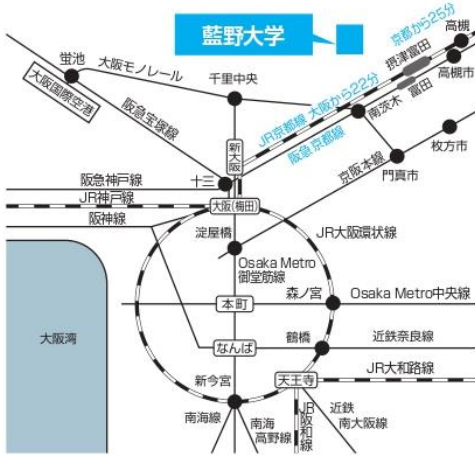 藍野大学
京都から25分
高槻
摂津富田
高槻市
富田
蛍池
大阪モノレール
大阪国際空港
千里中央
JR京都線
大阪から22分
阪急京都線
南茨木
阪急宝塚線
新大阪
京阪本線
枚方市
門真市
阪急神戸線
十三
JR神戸線
大阪(梅田)
阪神線
淀屋橋
JR大阪環状線
Osaka Metro
御堂筋線
森ノ宮
Osaka Metro中央線
本町
大阪湾
鶴橋
近鉄奈良線
なんば
JR大和路線
新今宮
天王寺
南海線
南海
高野線
JR阪和線
近鉄
南大阪線